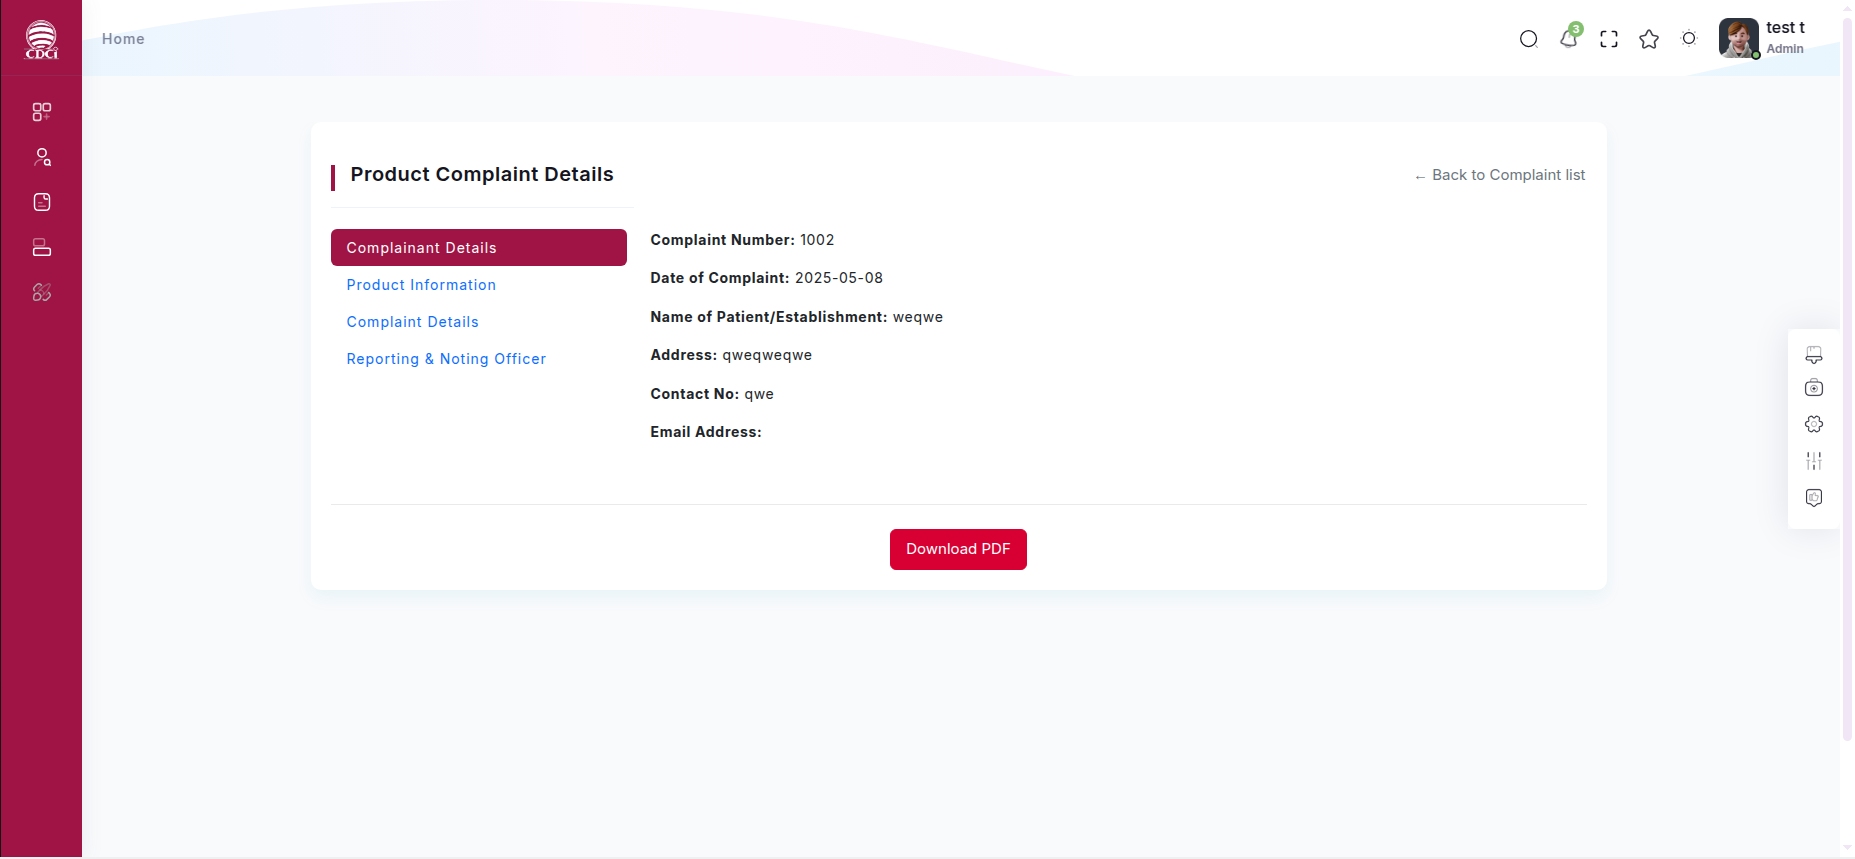 CDCi
Home
3
test t
Admin
Product Complaint Details
← Back to Complaint list
Complainant Details
Product Information
Complaint Details
Reporting & Noting Officer
Complaint Number: 1002
Date of Complaint: 2025-05-08
Name of Patient/Establishment: weqwe
Address: qweqweqwe
Contact No: qwe
Email Address:
Download PDF